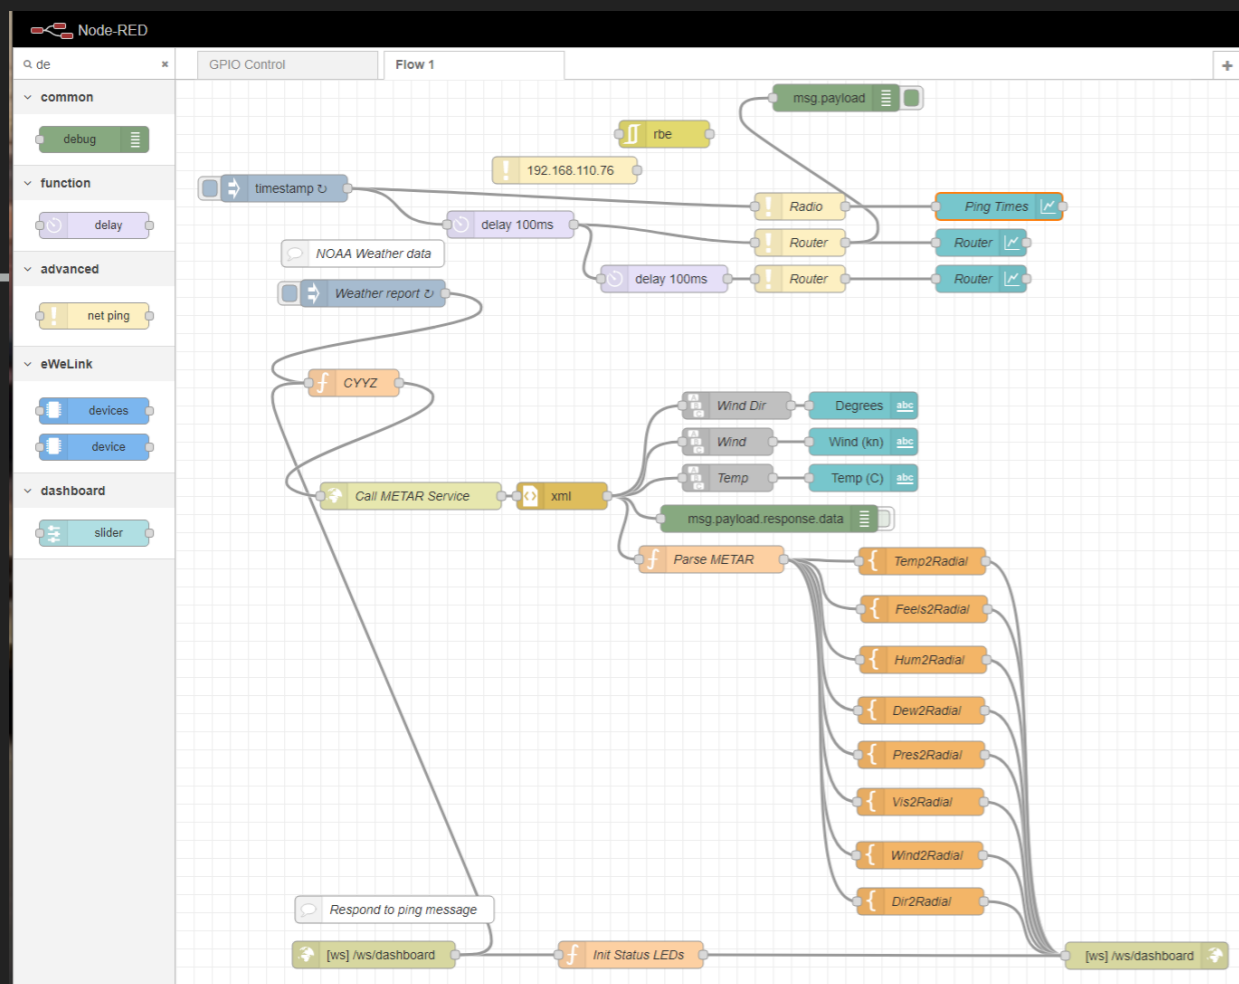 Node-RED
de
GPIO Control
Flow 1
common
debug
function
delay
advanced
net ping
eWeLink
devices
device
dashboard
slider
msg.payload
rbe
192.168.110.76
timestamp ↻
Radio
Ping Times
delay 100ms
Router
Router
NOAA Weather data
delay 100ms
Router
Router
Weather report ↻
CYYZ
Wind Dir
Degrees
abc
Wind
Wind (kn)
abc
Temp
Temp (C)
abc
Call METAR Service
xml
msg.payload.response.data
Parse METAR
Temp2Radial
Feels2Radial
Hum2Radial
Dew2Radial
Pres2Radial
Vis2Radial
Wind2Radial
Dir2Radial
Respond to ping message
[ws] /ws/dashboard
Init Status LEDs
[ws] /ws/dashboard